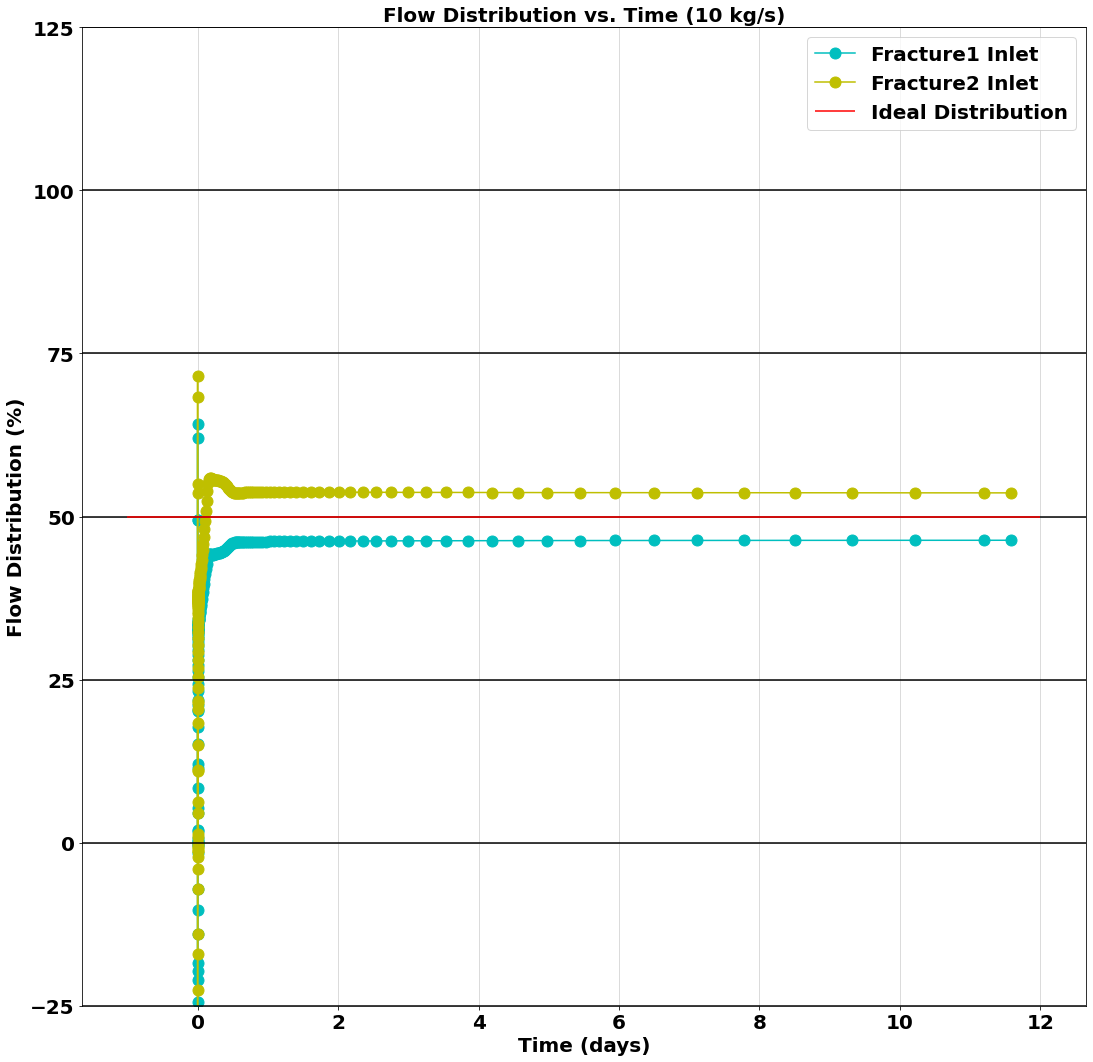 Flow Distribution vs. Time (10 kg/s)
Fracture1 Inlet
Fracture2 Inlet
Ideal Distribution
Flow Distribution (%)
125
100
75
50
25
0
−25
0 2 4 6 8 10 12
Time (days)